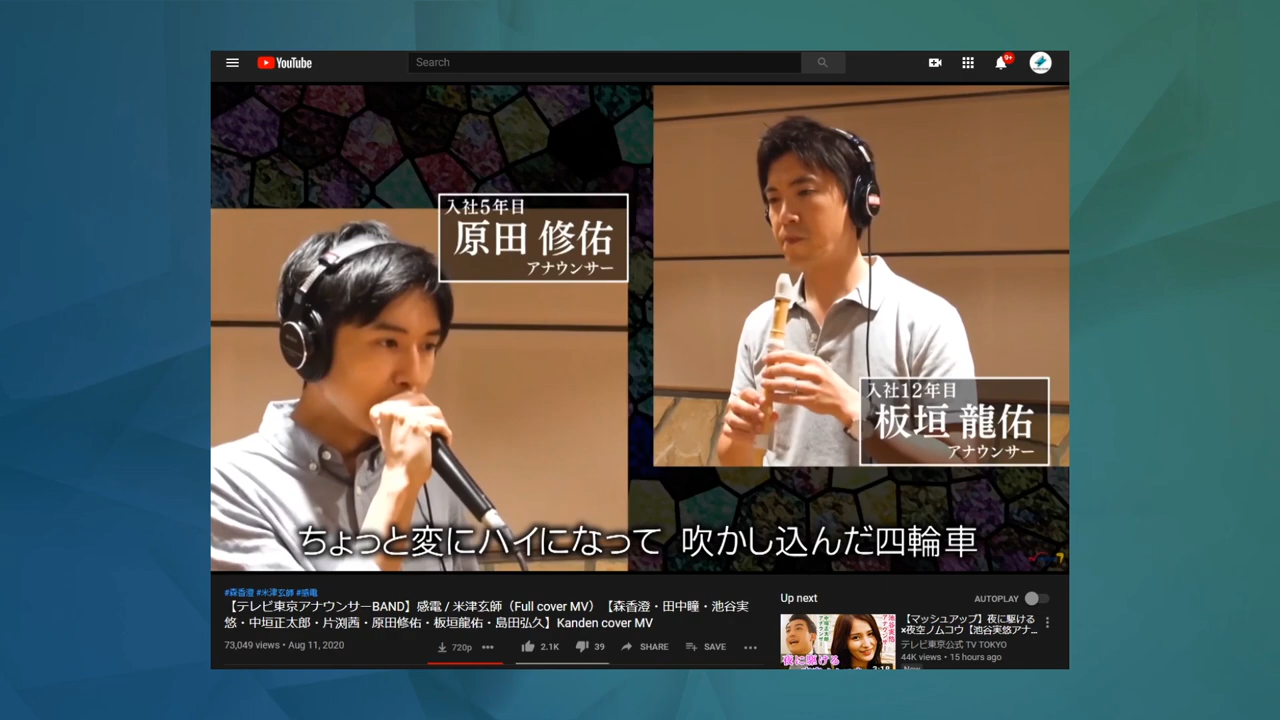 YouTube
Search
9+
入社5年目
原田 修佑
アナウンサー
入社12年目
板垣 龍佑
アナウンサー
ちょっと変にハイになって 吹かし込んだ四輪車
#森香澄 #米津玄師 #感電
【テレビ東京アナウンサーBAND】感電 / 米津玄師（Full cover MV）【森香澄・田中瞳・池谷実
悠・中垣正太郎・片渕茜・原田修佑・板垣龍佑・島田弘久】Kanden cover MV
73,049 views • Aug 11, 2020
720p
2.1K
39
SHARE
SAVE
Up next
AUTOPLAY
【マッシュアップ】夜に駆ける
×夜空ノムコウ【池谷実悠アナ...
テレビ東京公式 TV TOKYO
44K views • 15 hours ago
New
夜に駆ける
3:18